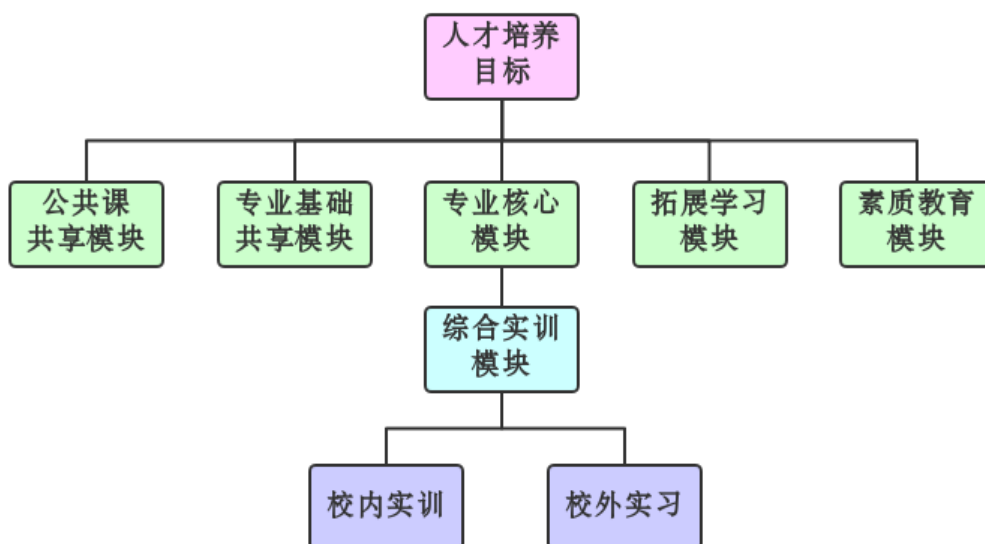 人才培养
目标
公共课
共享模块
专业基础
共享模块
专业核心
模块
拓展学习
模块
素质教育
模块
综合实训
模块
校内实训
校外实习